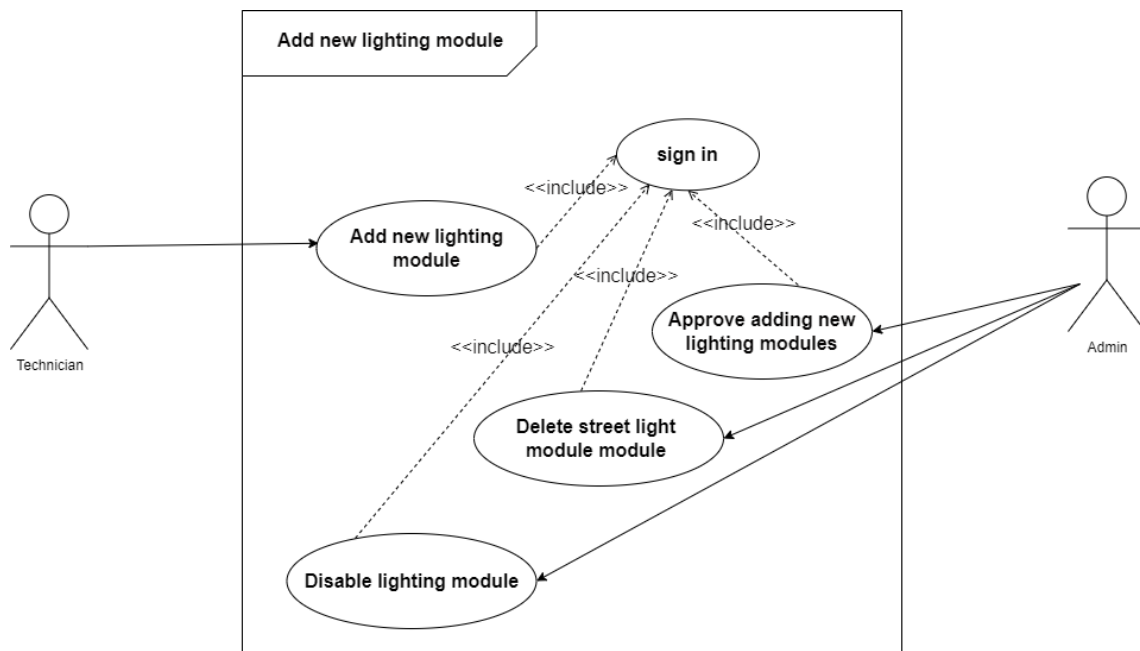 Add new lighting module
sign in
<<include>>
<<include>>
Add new lighting
module
<<include>>
Approve adding new
lighting modules
<<include>>
Technician
Admin
Delete street light
module module
Disable lighting module